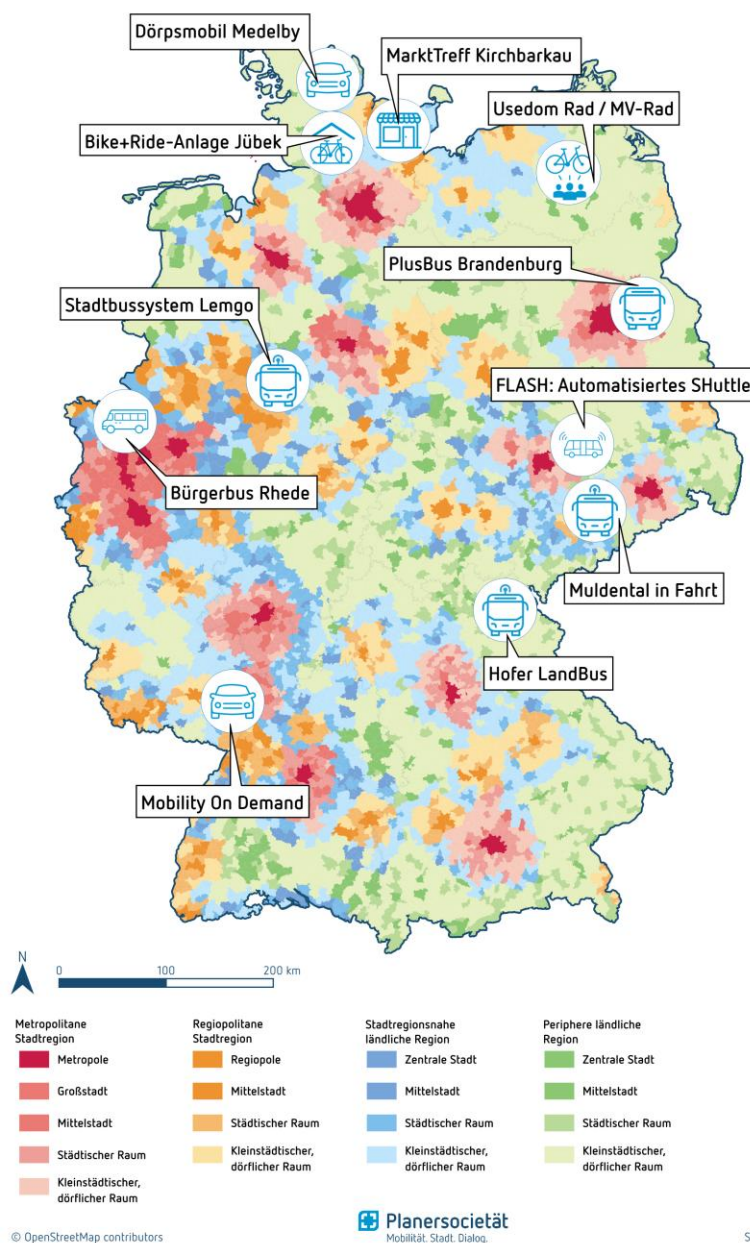 Dörpsmobil Medelby
MarktTreff Kirchbarkau
Usedom Rad / MV-Rad
Bike+Ride-Anlage Jübek
PlusBus Brandenburg
Stadtbussystem Lemgo
FLASH: Automatisiertes SHuttle
Bürgerbus Rhede
Muldental in Fahrt
Hofer LandBus
Mobility On Demand
N
0 100 200 km
Metropolitane
Stadtregion
Metropole
Großstadt
Mittelstadt
Städtischer Raum
Kleinstädtischer,
dörflicher Raum
Regiopolitane
Stadtregion
Regiopole
Mittelstadt
Städtischer Raum
Kleinstädtischer,
dörflicher Raum
Stadtregionsnahe
ländliche Region
Zentrale Stadt
Mittelstadt
Städtischer Raum
Kleinstädtischer,
dörflicher Raum
Periphere ländliche
Region
Zentrale Stadt
Mittelstadt
Städtischer Raum
Kleinstädtischer,
dörflicher Raum
© OpenStreetMap contributors
Planersocietät
Mobilität. Stadt. Dialog.
S